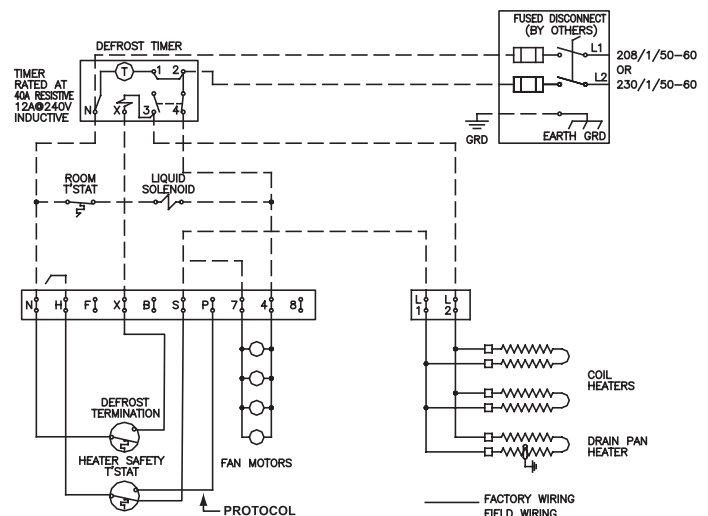 FUSED DISCONNECT
(BY OTHERS)
L1
208/1/50-60
OR
L2
230/1/50-60
GRD
EARTH GRD
DEFROST TIMER
TIMER
RATED AT
40A RESISTIVE
12A@240V
INDUCTIVE
T
1
2
N
X
3
4
ROOM
T'STAT
LIQUID
SOLENOID
N
H
F
X
B
S
P
7
4
8
L
1
L
2
DEFROST
TERMINATION
HEATER SAFETY
T'STAT
FAN MOTORS
COIL
HEATERS
DRAIN PAN
HEATER
PROTOCOL
FACTORY WIRING
FIELD WIRING